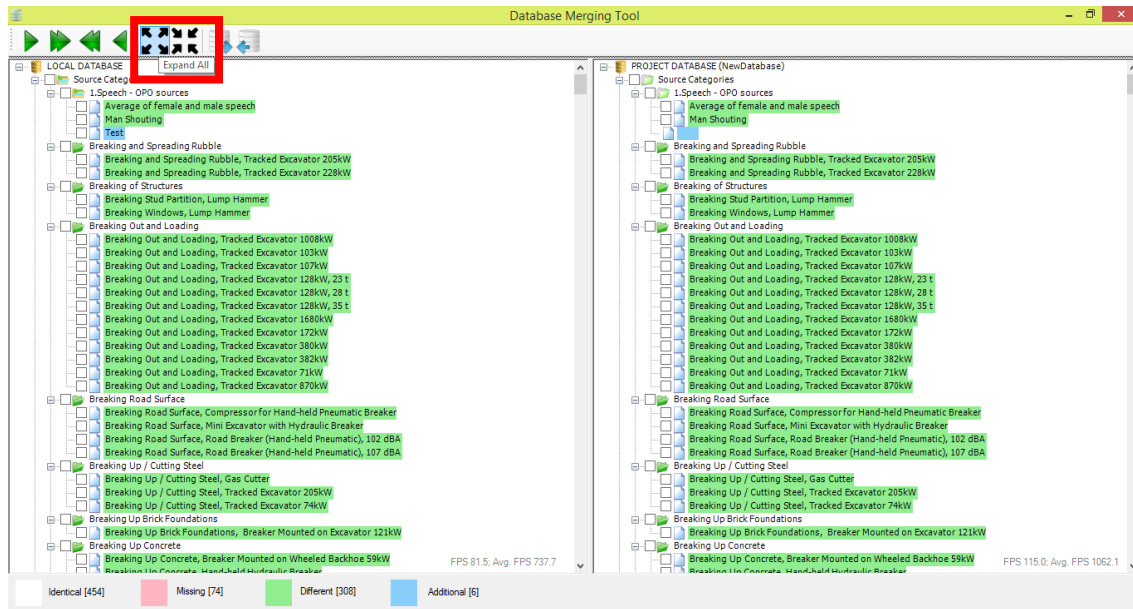 Database Merging Tool
Expand All
LOCAL DATABASE
Source Categ
1.Speech - OPO sources
Average of female and male speech
Man Shouting
Test
Breaking and Spreading Rubble
Breaking and Spreading Rubble, Tracked Excavator 205kW
Breaking and Spreading Rubble, Tracked Excavator 228kW
Breaking of Structures
Breaking Stud Partition, Lump Hammer
Breaking Windows, Lump Hammer
Breaking Out and Loading
Breaking Out and Loading, Tracked Excavator 1008kW
Breaking Out and Loading, Tracked Excavator 103kW
Breaking Out and Loading, Tracked Excavator 107kW
Breaking Out and Loading, Tracked Excavator 128kW, 23 t
Breaking Out and Loading, Tracked Excavator 128kW, 28 t
Breaking Out and Loading, Tracked Excavator 128kW, 35 t
Breaking Out and Loading, Tracked Excavator 1680kW
Breaking Out and Loading, Tracked Excavator 172kW
Breaking Out and Loading, Tracked Excavator 380kW
Breaking Out and Loading, Tracked Excavator 382kW
Breaking Out and Loading, Tracked Excavator 71kW
Breaking Out and Loading, Tracked Excavator 870kW
Breaking Road Surface
Breaking Road Surface, Compressor for Hand-held Pneumatic Breaker
Breaking Road Surface, Mini Excavator with Hydraulic Breaker
Breaking Road Surface, Road Breaker (Hand-held Pneumatic), 102 dBA
Breaking Road Surface, Road Breaker (Hand-held Pneumatic), 107 dBA
Breaking Up / Cutting Steel
Breaking Up / Cutting Steel, Gas Cutter
Breaking Up / Cutting Steel, Tracked Excavator 205kW
Breaking Up / Cutting Steel, Tracked Excavator 74kW
Breaking Up Brick Foundations
Breaking Up Brick Foundations, Breaker Mounted on Excavator 121kW
Breaking Up Concrete
Breaking Up Concrete, Breaker Mounted on Wheeled Backhoe 59kW
Breaking Up Concrete, Hand-held Hydraulic Breaker
FPS 81.5; Avg. FPS 737.7
PROJECT DATABASE (NewDatabase)
Source Categories
1.Speech - OPO sources
Average of female and male speech
Man Shouting
Breaking and Spreading Rubble
Breaking and Spreading Rubble, Tracked Excavator 205kW
Breaking and Spreading Rubble, Tracked Excavator 228kW
Breaking of Structures
Breaking Stud Partition, Lump Hammer
Breaking Windows, Lump Hammer
Breaking Out and Loading
Breaking Out and Loading, Tracked Excavator 1008kW
Breaking Out and Loading, Tracked Excavator 103kW
Breaking Out and Loading, Tracked Excavator 107kW
Breaking Out and Loading, Tracked Excavator 128kW, 23 t
Breaking Out and Loading, Tracked Excavator 128kW, 28 t
Breaking Out and Loading, Tracked Excavator 128kW, 35 t
Breaking Out and Loading, Tracked Excavator 1680kW
Breaking Out and Loading, Tracked Excavator 172kW
Breaking Out and Loading, Tracked Excavator 380kW
Breaking Out and Loading, Tracked Excavator 382kW
Breaking Out and Loading, Tracked Excavator 71kW
Breaking Out and Loading, Tracked Excavator 870kW
Breaking Road Surface
Breaking Road Surface, Compressor for Hand-held Pneumatic Breaker
Breaking Road Surface, Mini Excavator with Hydraulic Breaker
Breaking Road Surface, Road Breaker (Hand-held Pneumatic), 102 dBA
Breaking Road Surface, Road Breaker (Hand-held Pneumatic), 107 dBA
Breaking Up / Cutting Steel
Breaking Up / Cutting Steel, Gas Cutter
Breaking Up / Cutting Steel, Tracked Excavator 205kW
Breaking Up / Cutting Steel, Tracked Excavator 74kW
Breaking Up Brick Foundations
Breaking Up Brick Foundations, Breaker Mounted on Excavator 121kW
Breaking Up Concrete
Breaking Up Concrete, Breaker Mounted on Wheeled Backhoe 59kW
Breaking Up Concrete, Hand-held Hydraulic Breaker
FPS 115.0; Avg. FPS 1062.1
Identical [454]
Missing [74]
Different [308]
Additional [6]